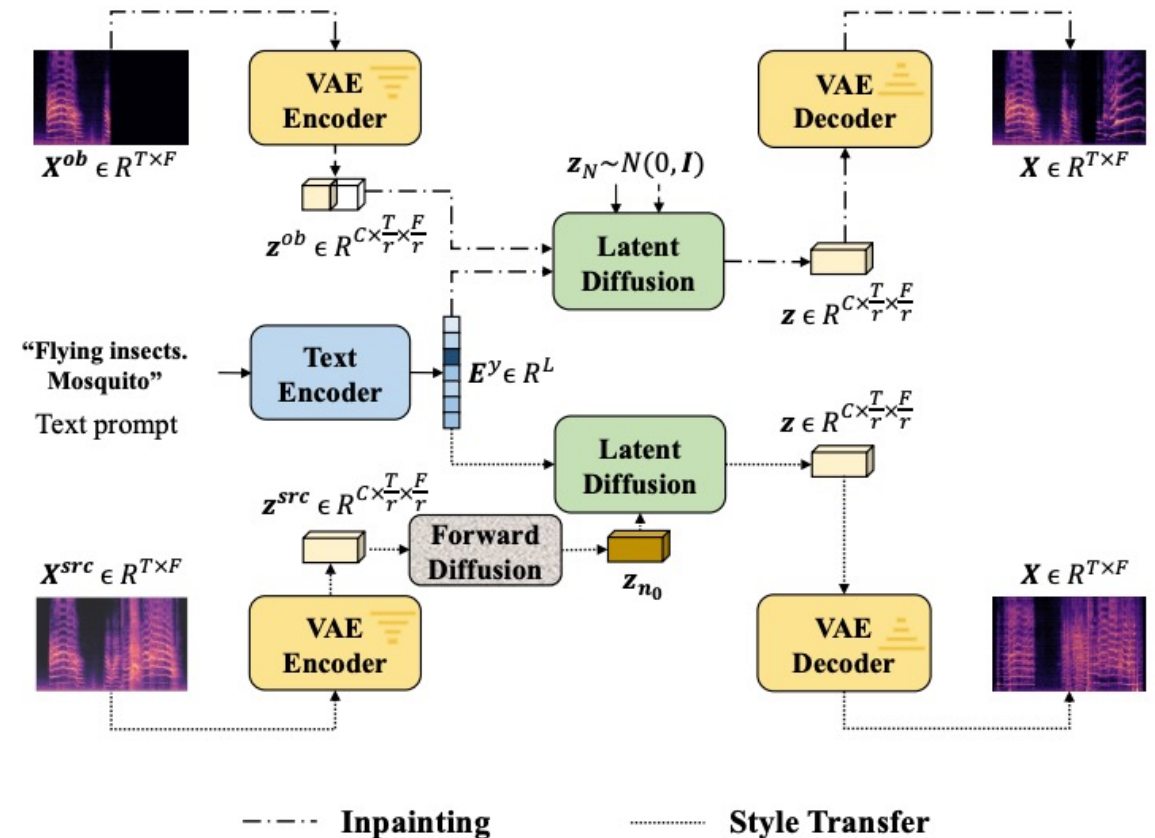 VAE
Encoder
VAE
Decoder
X^ob ϵ R^{T×F}
z_N~N(0, I)
X ϵ R^{T×F}
z^ob ϵ R^{C×T/r×F/r}
Latent
Diffusion
z ϵ R^{C×T/r×F/r}
“Flying insects.
Mosquito”
Text prompt
Text
Encoder
E^y ϵ R^L
z ϵ R^{C×T/r×F/r}
Latent
Diffusion
z^src ϵ R^{C×T/r×F/r}
Forward
Diffusion
z_{n_0}
X^src ϵ R^{T×F}
X ϵ R^{T×F}
VAE
Encoder
VAE
Decoder
Inpainting
Style Transfer